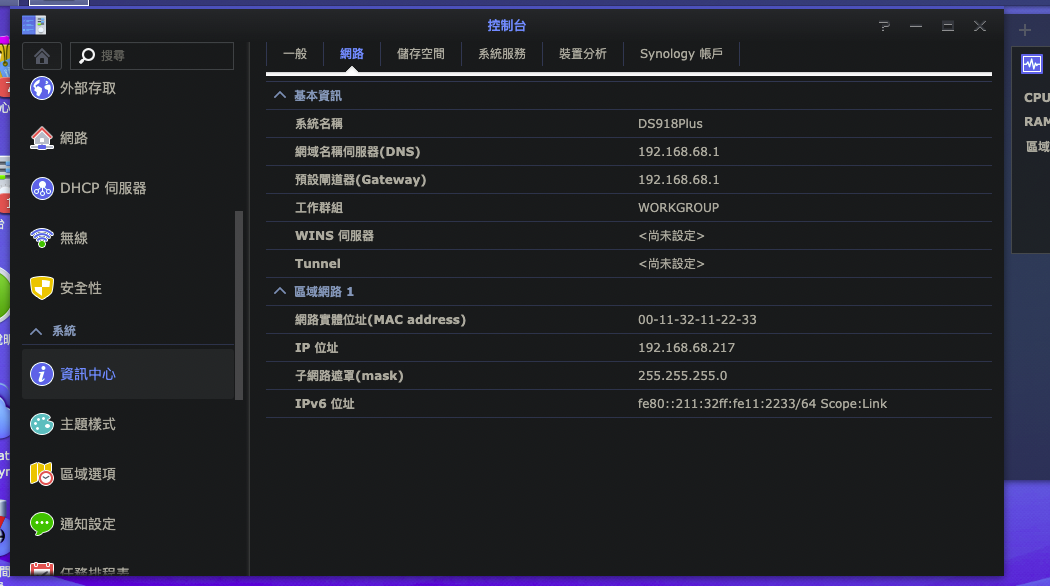 控制台
搜尋
外部存取
網路
DHCP 伺服器
無線
安全性
系統
資訊中心
主題樣式
區域選項
通知設定
任務排程表
一般
網路
儲存空間
系統服務
裝置分析
Synology 帳戶
基本資訊
系統名稱 DS918Plus
網域名稱伺服器(DNS) 192.168.68.1
預設閘道器(Gateway) 192.168.68.1
工作群組 WORKGROUP
WINS 伺服器 <尚未設定>
Tunnel <尚未設定>
區域網路 1
網路實體位址(MAC address) 00-11-32-11-22-33
IP 位址 192.168.68.217
子網路遮罩(mask) 255.255.255.0
IPv6 位址 fe80::211:32ff:fe11:2233/64 Scope:Link
CPU
RAM
區域